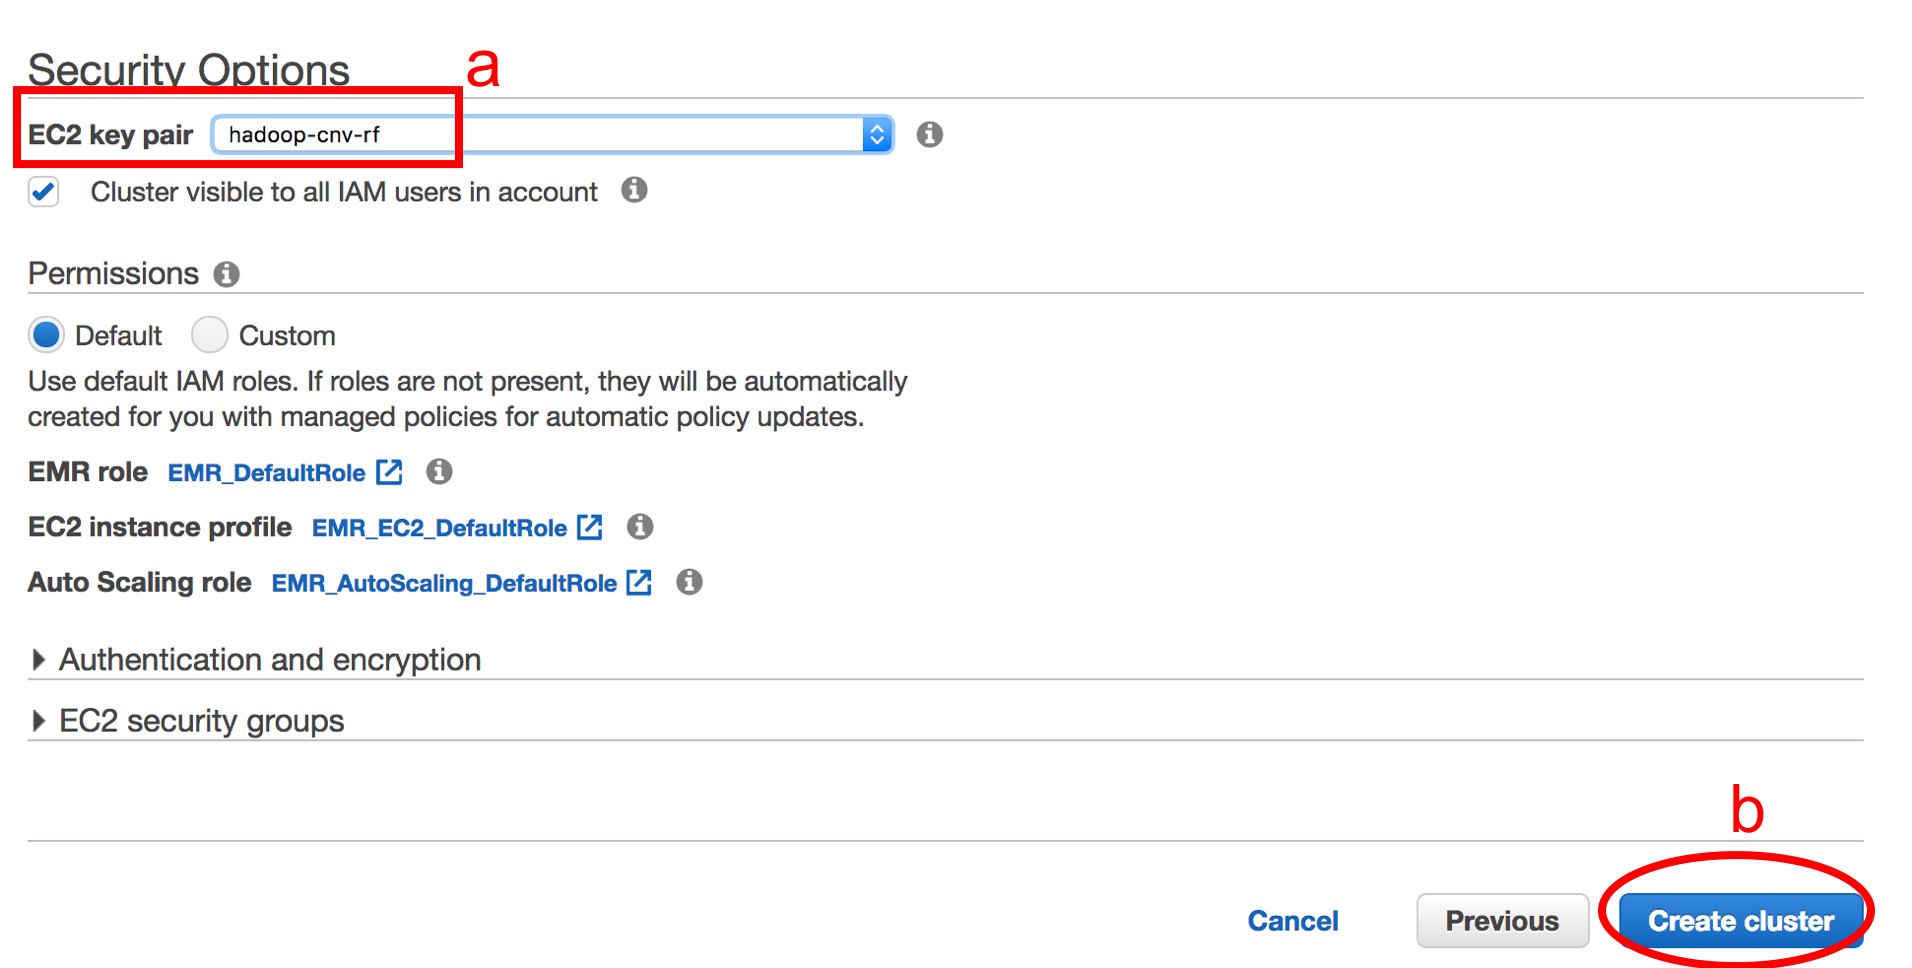 Security Options
a
EC2 key pair hadoop-cnv-rf
Cluster visible to all IAM users in account
Permissions
Default Custom
Use default IAM roles. If roles are not present, they will be automatically
created for you with managed policies for automatic policy updates.
EMR role EMR_DefaultRole
EC2 instance profile EMR_EC2_DefaultRole
Auto Scaling role EMR_AutoScaling_DefaultRole
Authentication and encryption
EC2 security groups
b
Cancel Previous Create cluster